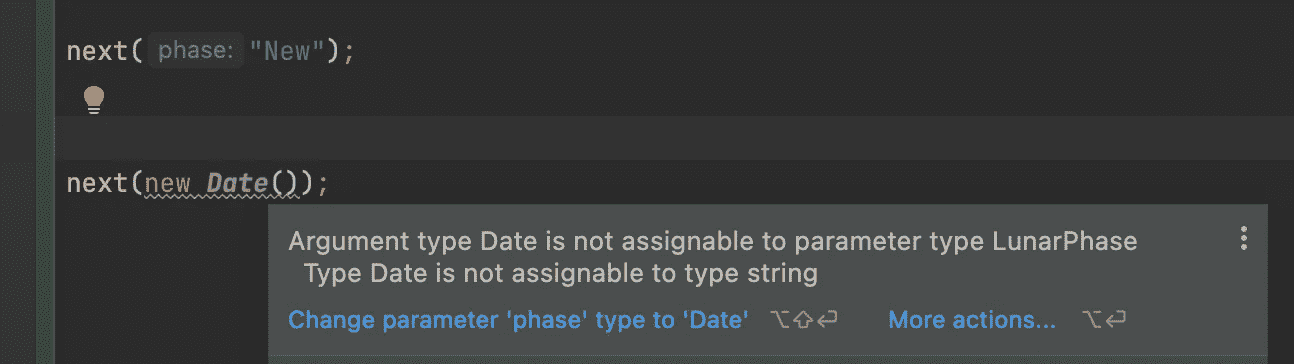 next( phase: "New");
next(new Date());
Argument type Date is not assignable to parameter type LunarPhase
Type Date is not assignable to type string
Change parameter 'phase' type to 'Date' ⌥⇧⏎ More actions... ⌥⏎